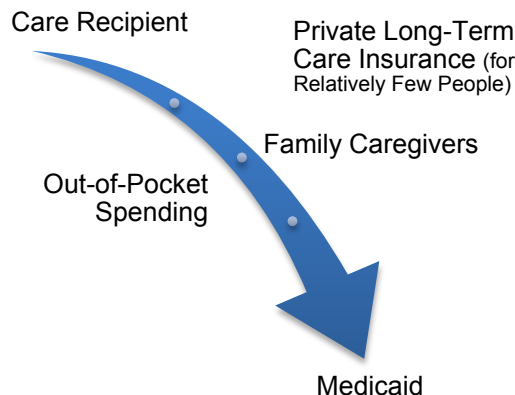 Care Recipient
Private Long-Term
Care Insurance (for
Relatively Few People)
Family Caregivers
Out-of-Pocket
Spending
Medicaid